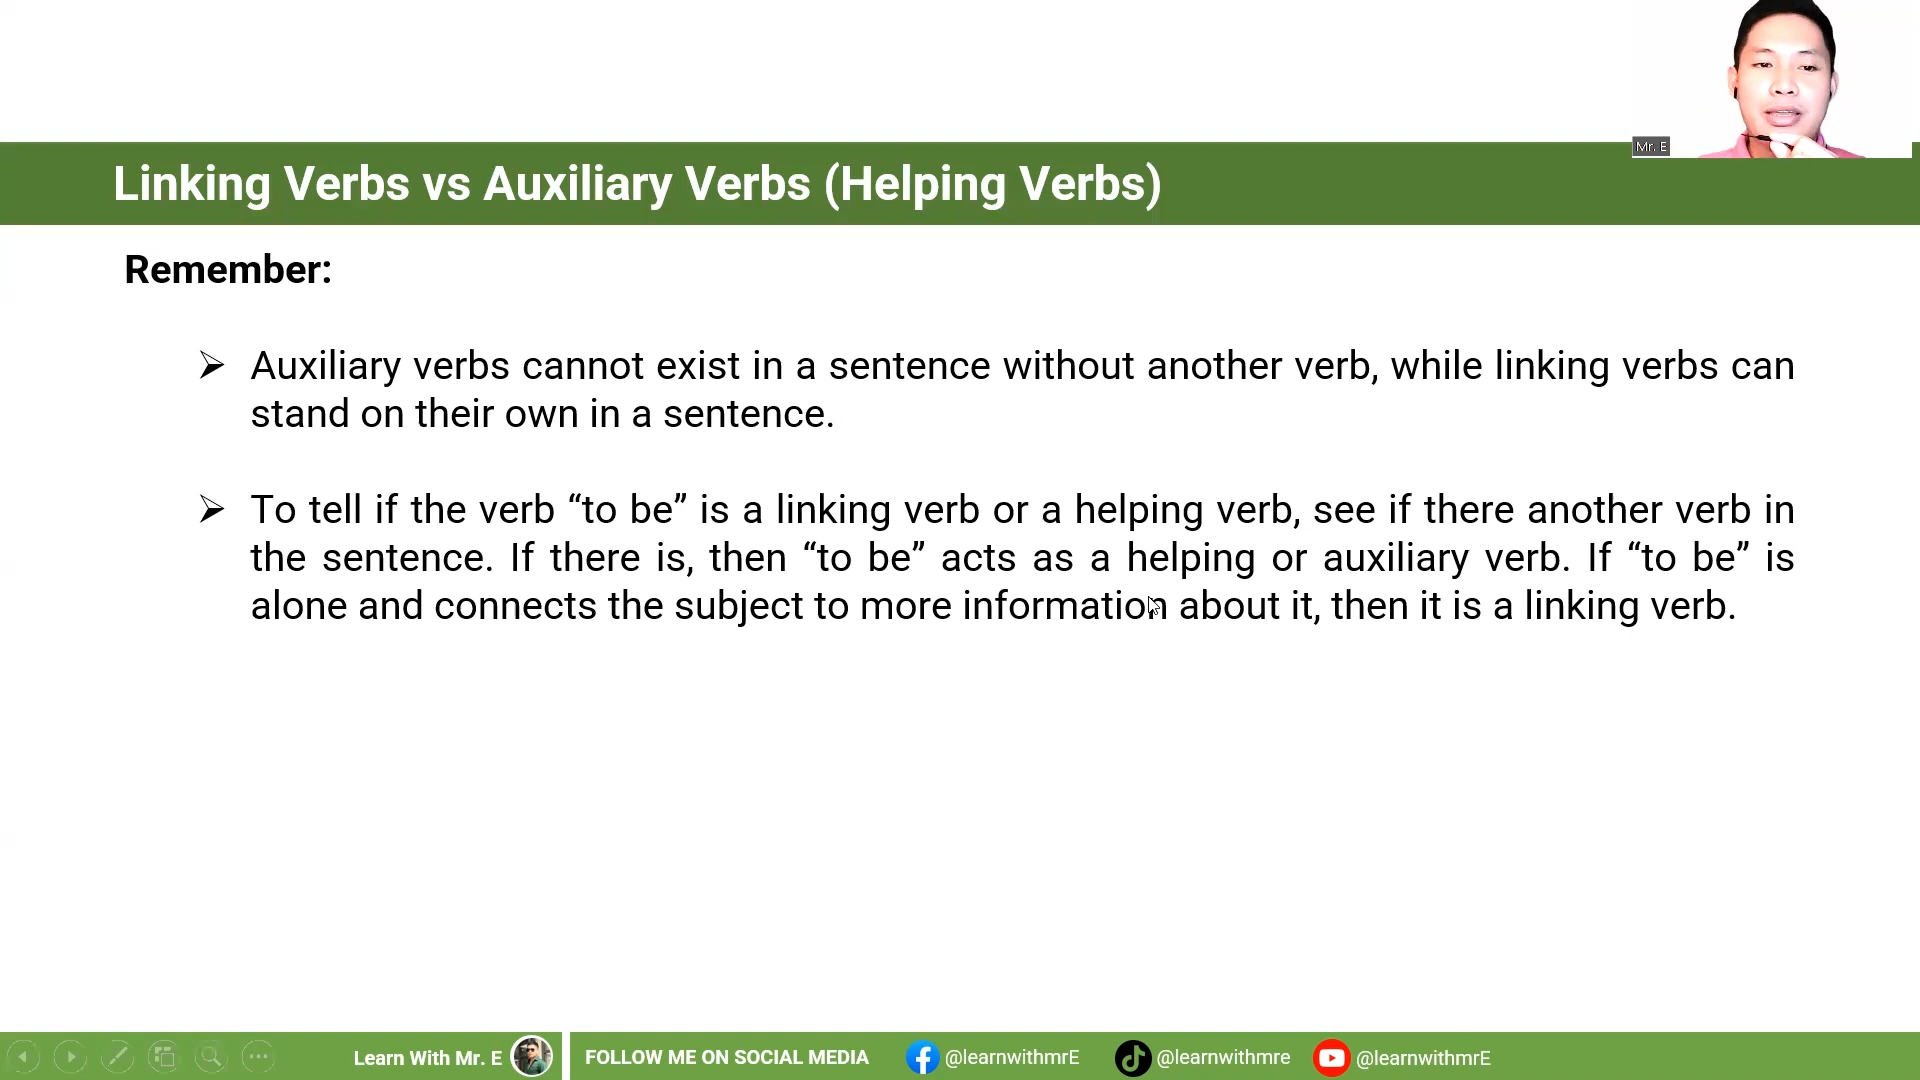 Mr. E
Linking Verbs vs Auxiliary Verbs (Helping Verbs)
Remember:
Auxiliary verbs cannot exist in a sentence without another verb, while linking verbs can
stand on their own in a sentence.
To tell if the verb “to be” is a linking verb or a helping verb, see if there another verb in
the sentence. If there is, then “to be” acts as a helping or auxiliary verb. If “to be” is
alone and connects the subject to more information about it, then it is a linking verb.
Learn With Mr. E
FOLLOW ME ON SOCIAL MEDIA
@learnwithmrE
@learnwithmre
@learnwithmrE